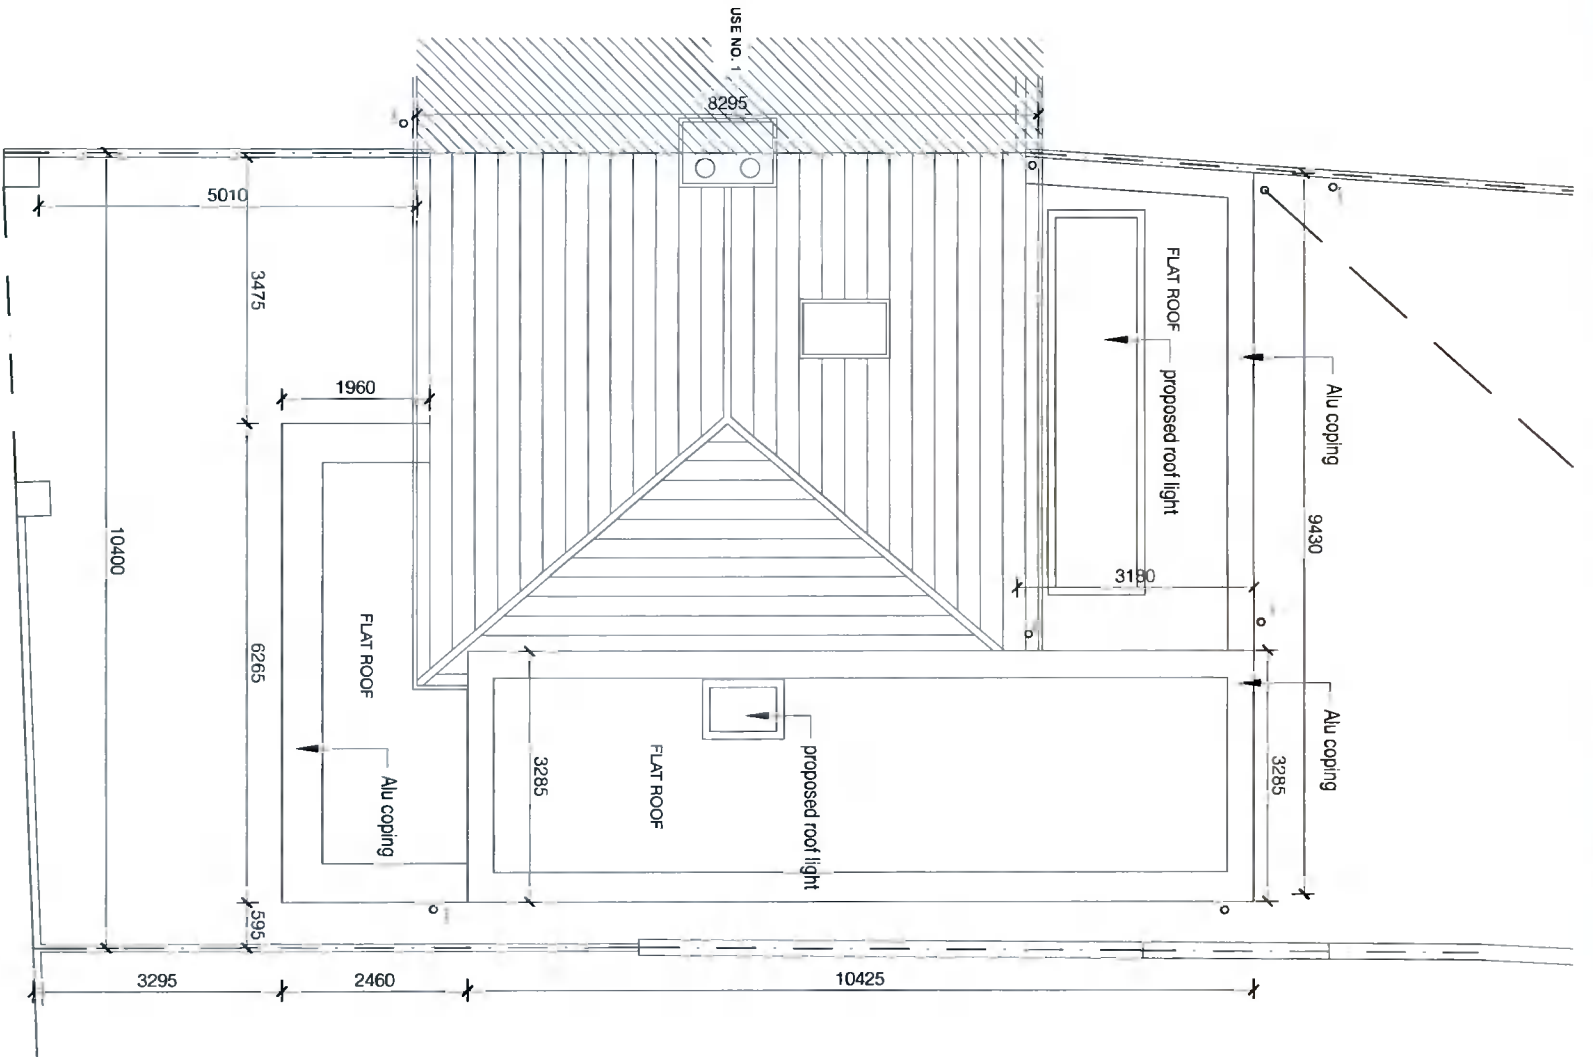 USE NO. 1
8295
5010
3475
FLAT ROOF
proposed roof light
Alu coping
1960
10400
9430
3180
FLAT ROOF
6265
Alu coping
3285
FLAT ROOF
proposed roof light
3285
Alu coping
595
3295
2460
10425